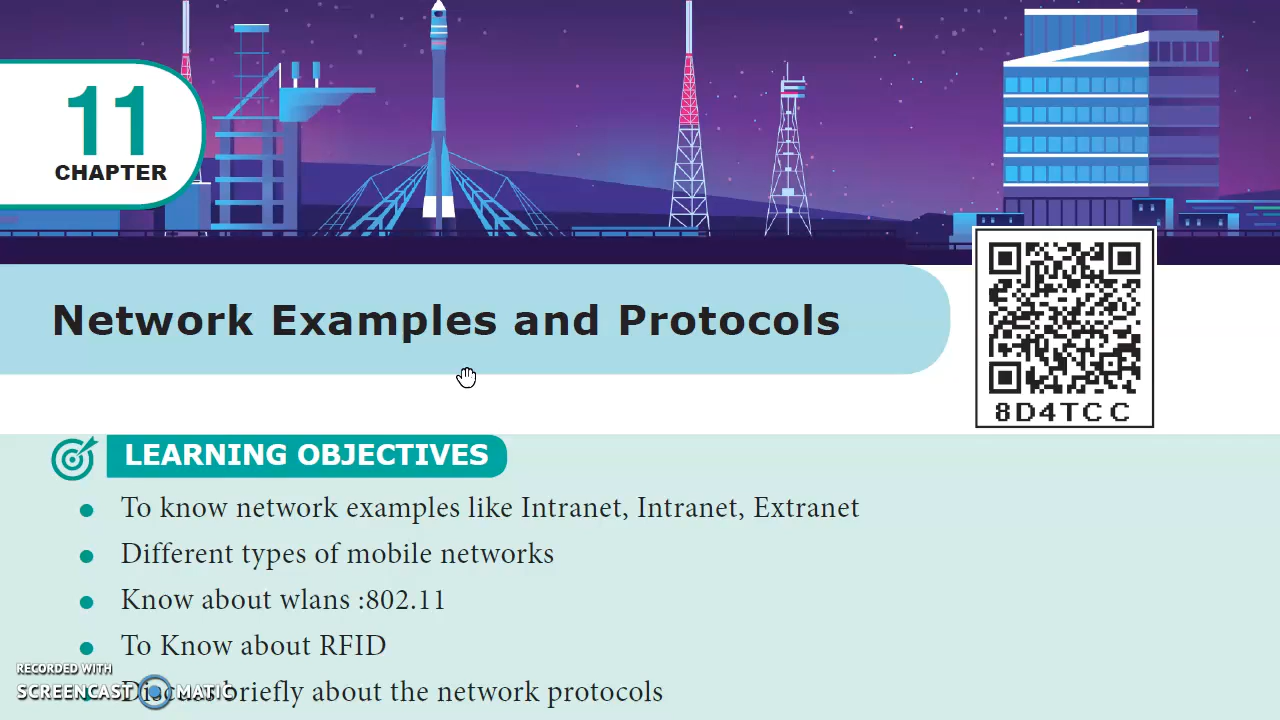 11
CHAPTER
Network Examples and Protocols
8D4TCC
LEARNING OBJECTIVES
To know network examples like Intranet, Intranet, Extranet
Different types of mobile networks
Know about wlans :802.11
To Know about RFID
Discuss briefly about the network protocols
RECORDED WITH
SCREENCAST MATIC